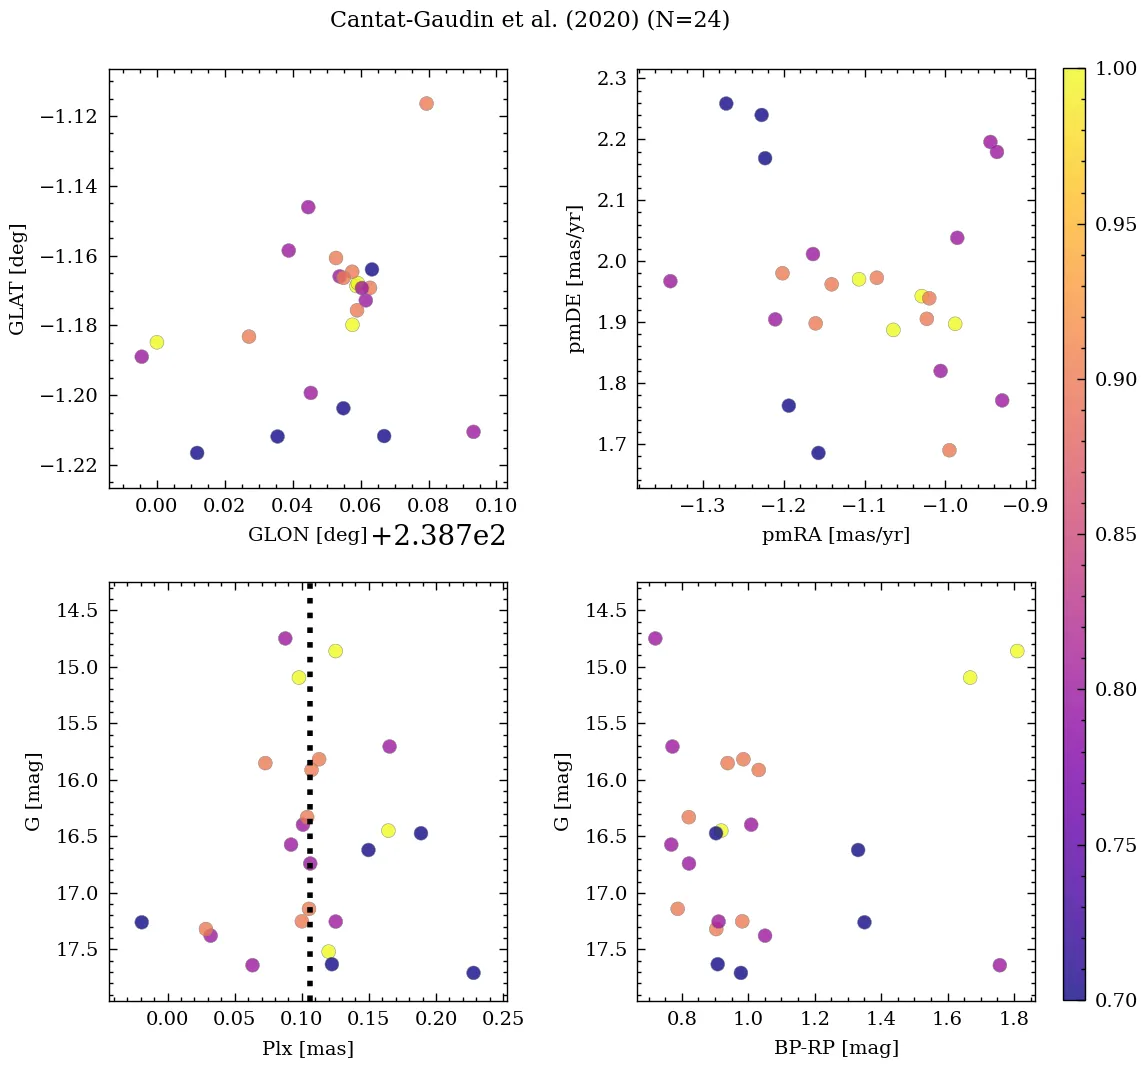 Cantat-Gaudin et al. (2020) (N=24)
−1.12
−1.14
−1.16
−1.18
−1.20
−1.22
GLAT [deg]
0.00 0.02 0.04 0.06 0.08 0.10
GLON [deg]
+2.387e2
2.3
2.2
2.1
2.0
1.9
1.8
1.7
pmDE [mas/yr]
−1.3 −1.2 −1.1 −1.0 −0.9
pmRA [mas/yr]
14.5
15.0
15.5
16.0
16.5
17.0
17.5
G [mag]
0.00 0.05 0.10 0.15 0.20 0.25
Plx [mas]
14.5
15.0
15.5
16.0
16.5
17.0
17.5
G [mag]
0.8 1.0 1.2 1.4 1.6 1.8
BP-RP [mag]
1.00
0.95
0.90
0.85
0.80
0.75
0.70